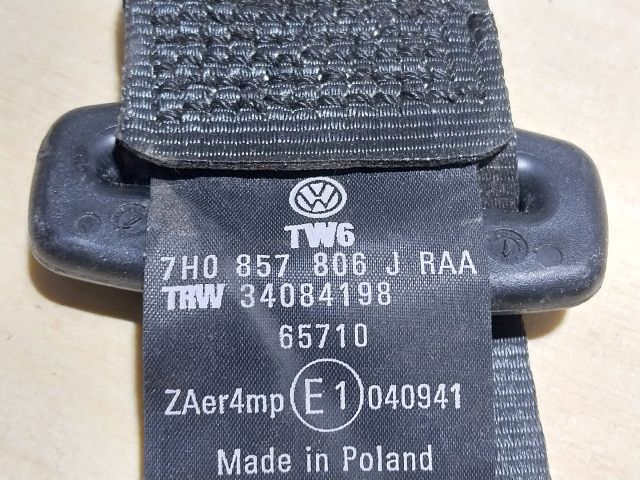 TW6
7H0 857 806 J RAA
TRW 34084198
65710
ZAer4mp E1 040941
Made in Poland